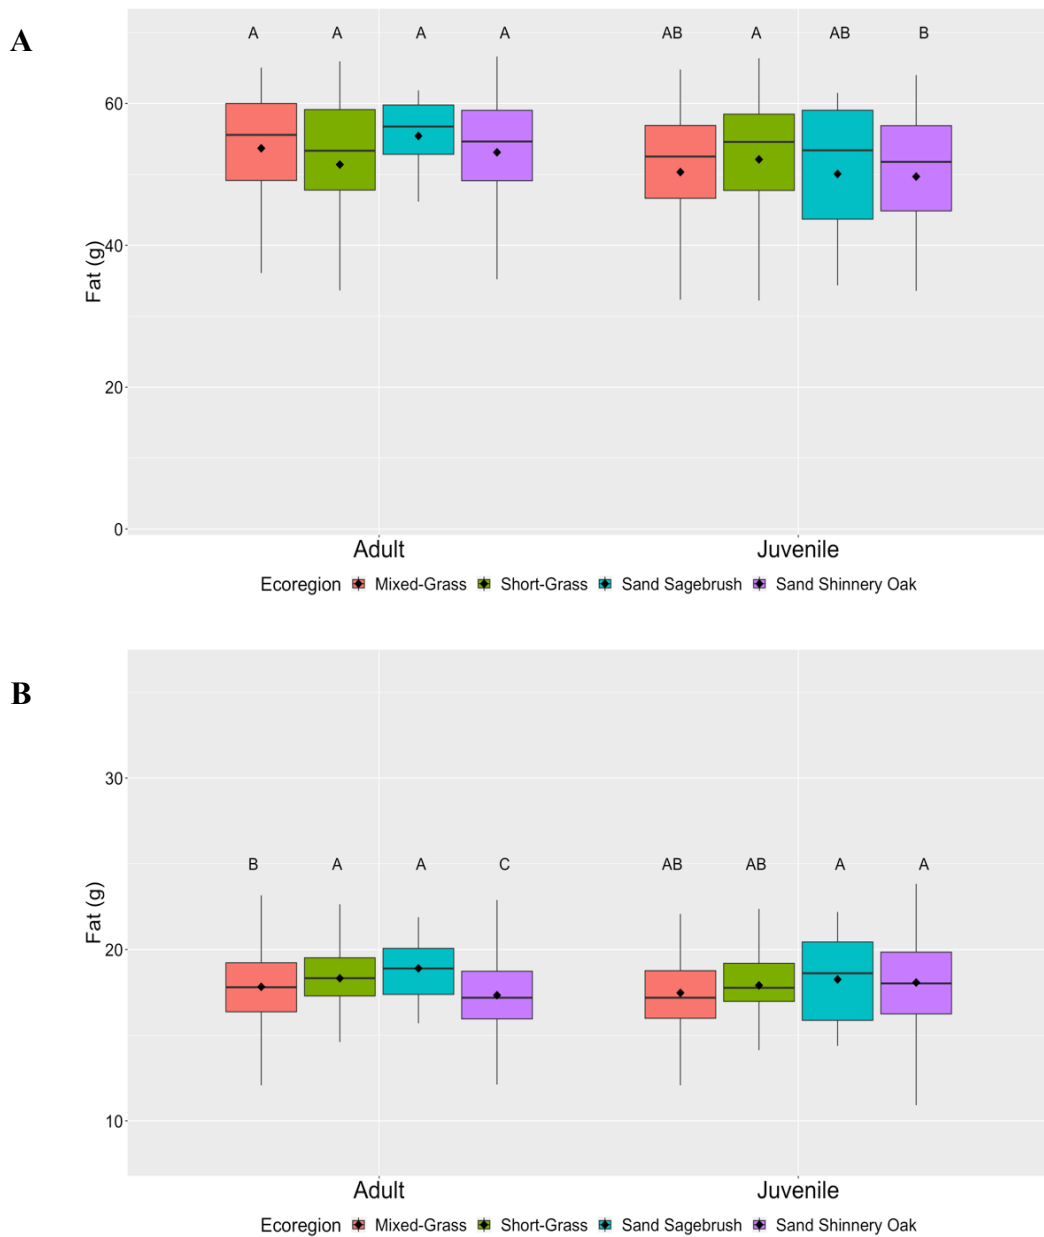 A
A A A A AB A AB B
60
40
20
0
Fat (g)
Adult Juvenile
Ecoregion Mixed-Grass Short-Grass Sand Sagebrush Sand Shinnery Oak
B
30
B A A C AB AB A A
20
10
Fat (g)
Adult Juvenile
Ecoregion Mixed-Grass Short-Grass Sand Sagebrush Sand Shinnery Oak